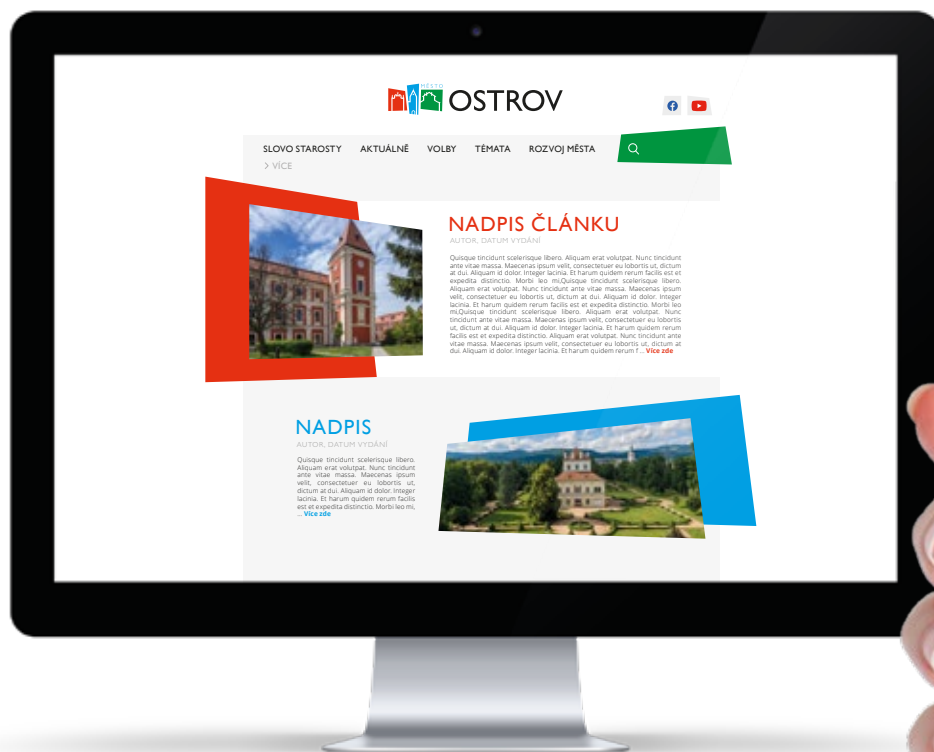 MĚSTO
OSTROV
SLOVO STAROSTY AKTUÁLNĚ VOLBY TÉMATA ROZVOJ MĚSTA
> VÍCE
NADPIS ČLÁNKU
AUTOR, DATUM VYDÁNÍ
Quisque tincidunt scelerisque libero. Aliquam erat volutpat. Nunc tincidunt
ante vitae massa. Maecenas ipsum velit, consectetuer eu lobortis ut, dictum
at dui. Aliquam id dolor. Integer lacinia. Et harum quidem rerum facilis est et
expedita distinctio. Morbi leo mi,Quisque tincidunt scelerisque libero.
Aliquam erat volutpat. Nunc tincidunt ante vitae massa. Maecenas ipsum
velit, consectetuer eu lobortis ut, dictum at dui. Aliquam id dolor. Integer
lacinia. Et harum quidem rerum facilis est et expedita distinctio. Morbi leo
mi,Quisque tincidunt scelerisque libero. Aliquam erat volutpat. Nunc
tincidunt ante vitae massa. Maecenas ipsum velit, consectetuer eu lobortis
ut, dictum at dui. Aliquam id dolor. Integer lacinia. Et harum quidem rerum
facilis est et expedita distinctio. Aliquam erat volutpat. Nunc tincidunt ante
vitae massa. Maecenas ipsum velit, consectetuer eu lobortis ut, dictum at
dui. Aliquam id dolor. Integer lacinia. Et harum quidem rerum f ... Více zde
NADPIS
AUTOR, DATUM VYDÁNÍ
Quisque tincidunt scelerisque libero.
Aliquam erat volutpat. Nunc tincidunt
ante vitae massa. Maecenas ipsum
velit, consectetuer eu lobortis ut,
dictum at dui. Aliquam id dolor. Integer
lacinia. Et harum quidem rerum facilis
est et expedita distinctio. Morbi leo mi,
... Více zde